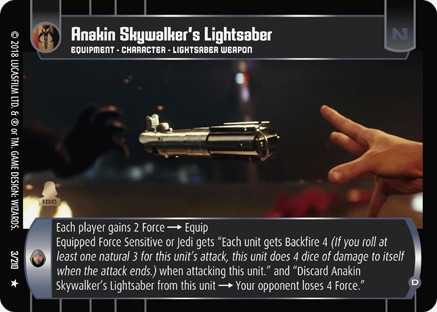 Anakin Skywalker's Lightsaber
N
EQUIPMENT - CHARACTER - LIGHTSABER WEAPON
© 2018 LUCASFILM LTD. & ® or TM. GAME DESIGN: WIZARDS.
IDC
Each player gains 2 Force → Equip
Equipped Force Sensitive or Jedi gets “Each unit gets Backfire 4 (If you roll at
least one natural 3 for this unit's attack, this unit does 4 dice of damage to itself
when the attack ends.) when attacking this unit.” and “Discard Anakin
Skywalker's Lightsaber from this unit → Your opponent loses 4 Force.”
D